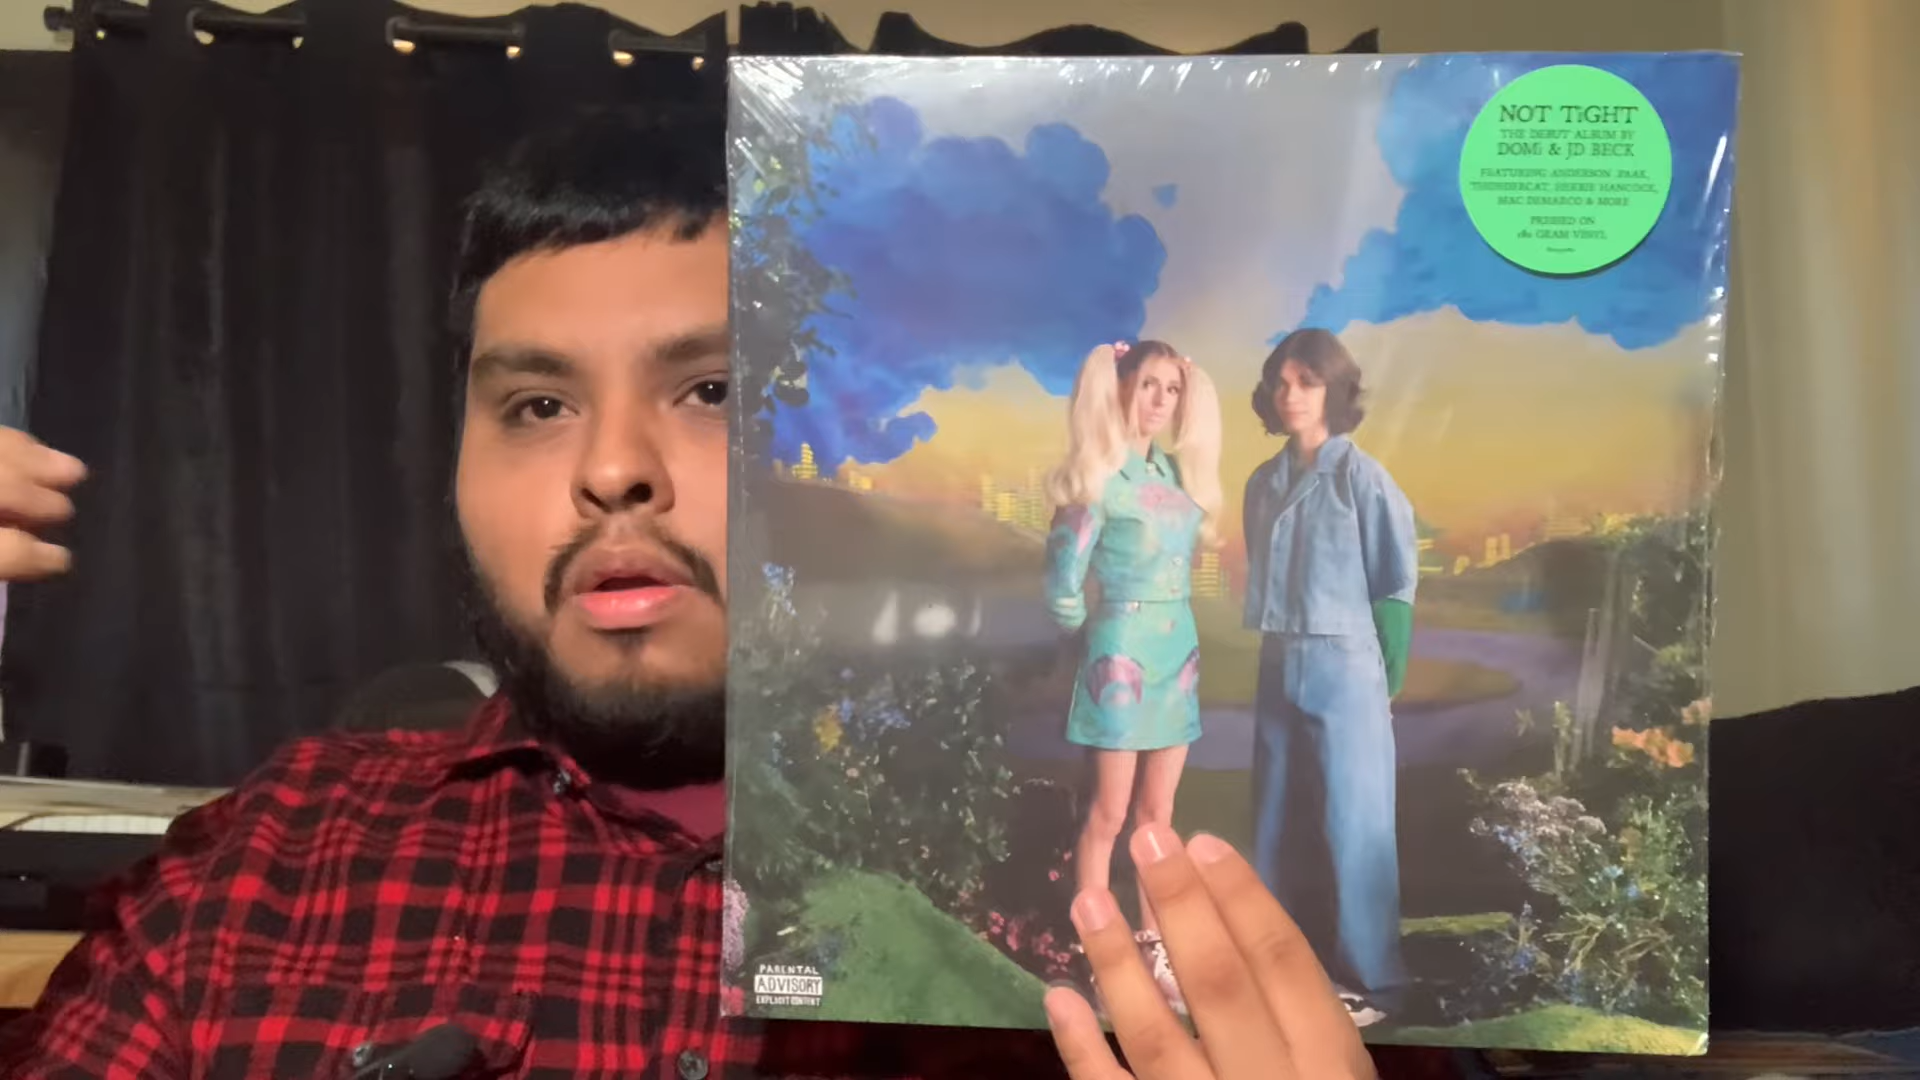 NOT TiGHT
THE DEBUT ALBUM BY
DOMi & JD BECK
FEATURING ANDERSON .PAAK,
THUNDERCAT, HERBIE HANCOCK,
MAC DEMARCO & MORE
PRESSED ON
180 GRAM VINYL
PARENTAL
ADVISORY
EXPLICIT CONTENT